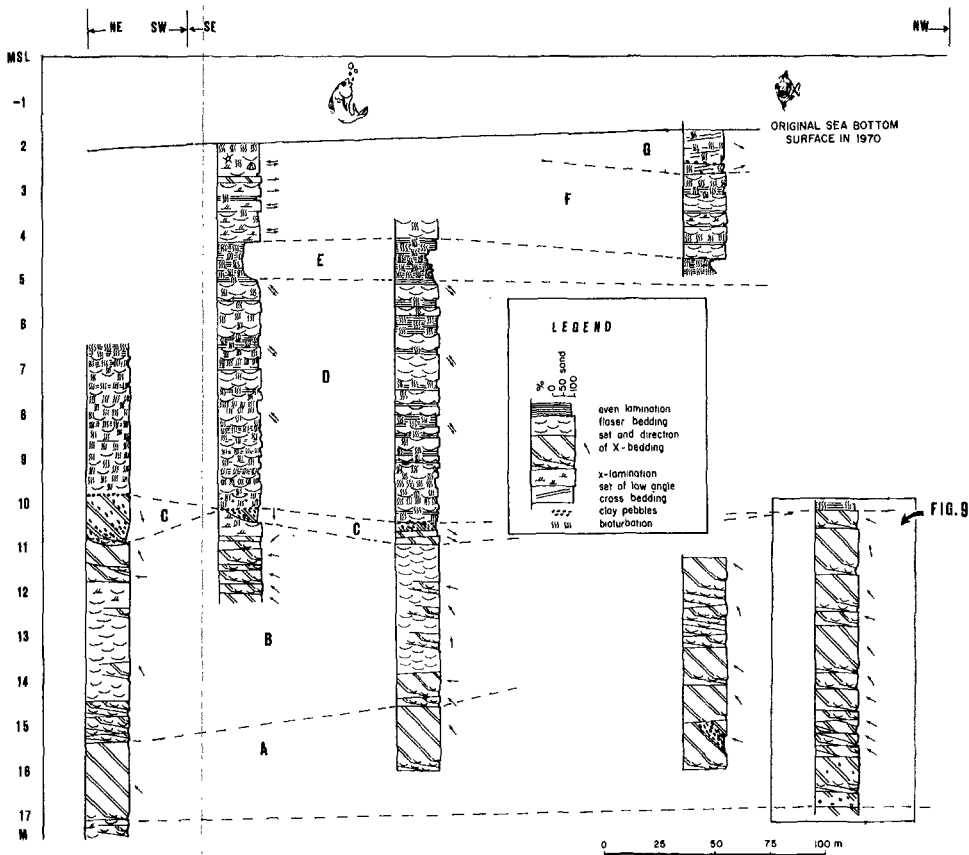 NE SW SE NW
MSL
-1
ORIGINAL SEA BOTTOM
SURFACE IN 1970
2
G
3
F
4
E
5
6
LEGEND
% 0 -50 100 sand
even lamination
flaser bedding
set and direction
of X-bedding
x-lamination
set of low angle
cross bedding
clay pebbles
bioturbation
7
D
8
9
10
C
C
FIG.9
11
12
13
B
14
15
A
16
17
M
0 25 50 75 100 m